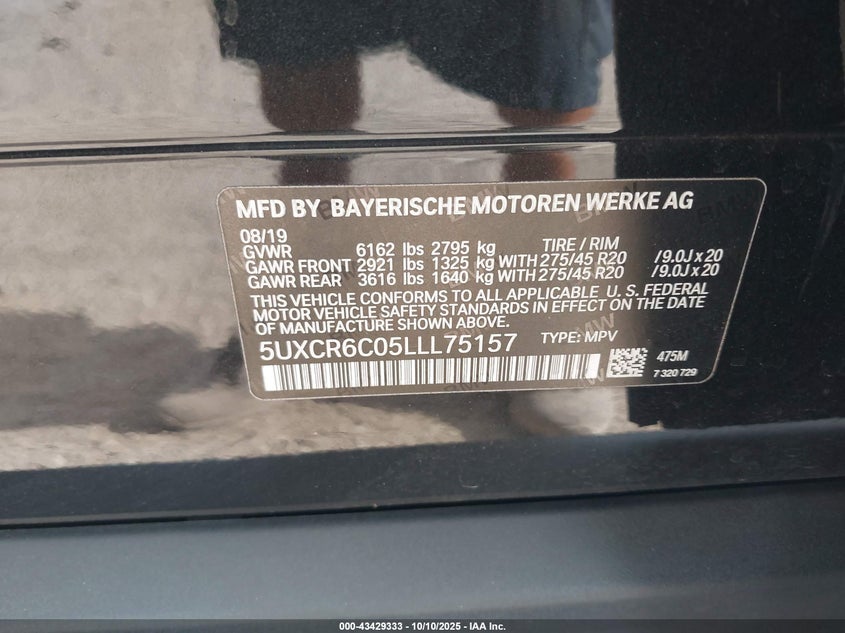 MFD BY BAYERISCHE MOTOREN WERKE AG
08/19
GVWR 6162 lbs 2795 kg TIRE / RIM
GAWR FRONT 2921 lbs 1325 kg WITH 275/45 R20 /9.0J x 20
GAWR REAR 3616 lbs 1640 kg WITH 275/45 R20 /9.0J x 20
THIS VEHICLE CONFORMS TO ALL APPLICABLE U.S. FEDERAL
MOTOR VEHICLE SAFETY STANDARDS IN EFFECT ON THE DATE
OF MANUFACTURE SHOWN ABOVE.
5UXCR6C05LLL75157 TYPE: MPV
475M
7 320 729
000-43429333 - 10/10/2025 - IAA Inc.